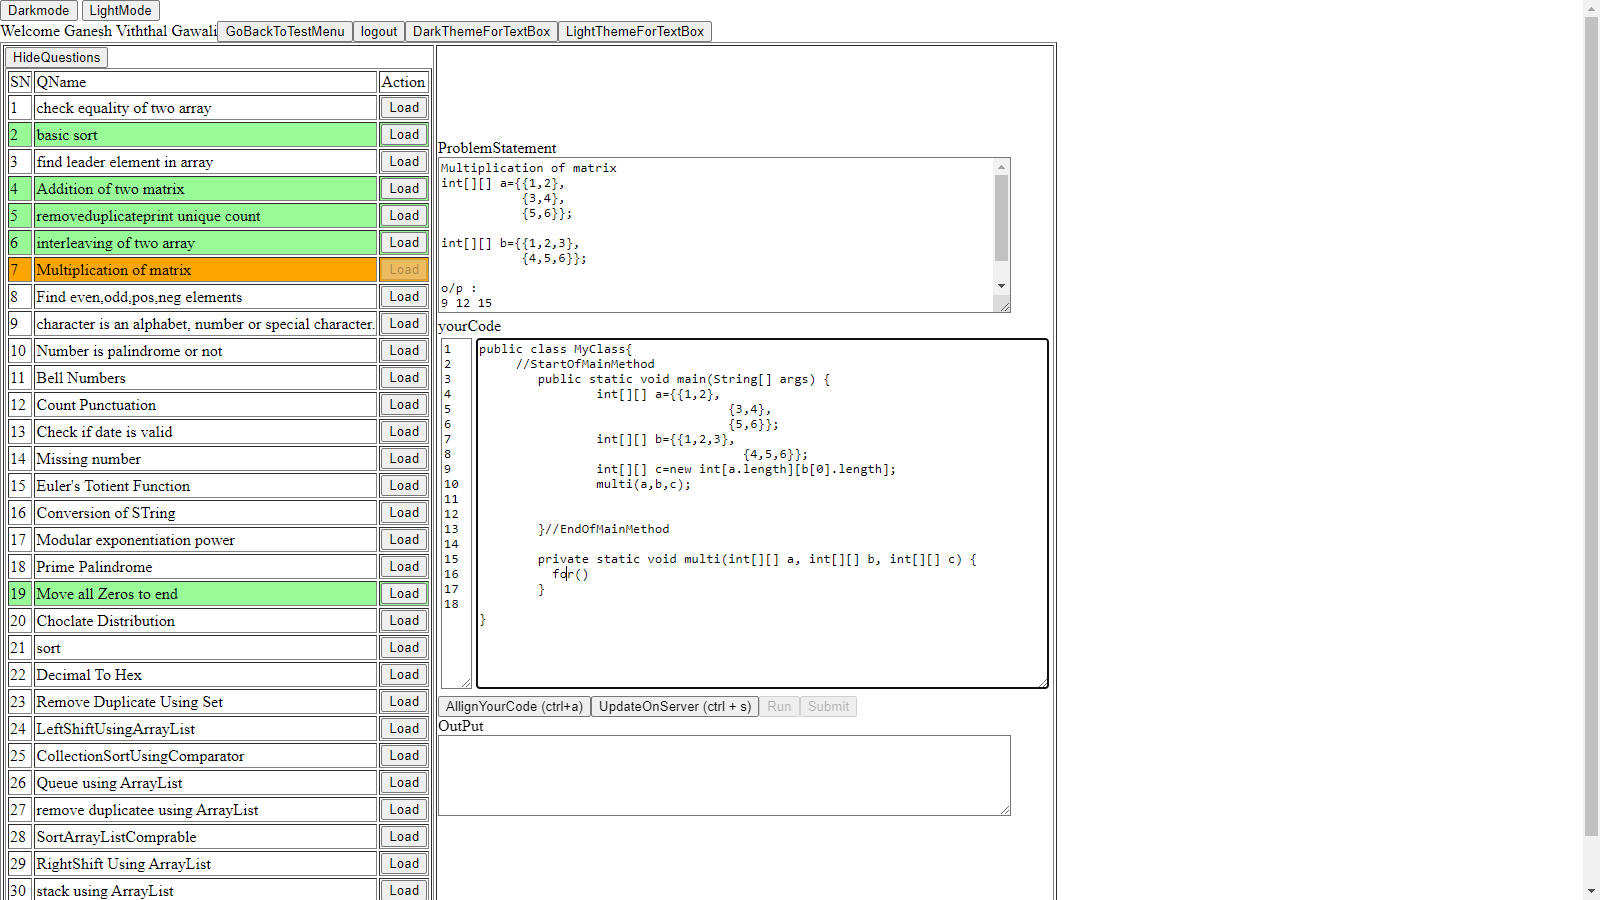 Darkmode LightMode
Welcome Ganesh Viththal Gawali GoBackToTestMenu logout DarkThemeForTextBox LightThemeForTextBox
HideQuestions
SN QName Action
1 check equality of two array Load
2 basic sort Load
3 find leader element in array Load
4 Addition of two matrix Load
5 removeduplicateprint unique count Load
6 interleaving of two array Load
7 Multiplication of matrix Load
8 Find even,odd,pos,neg elements Load
9 character is an alphabet, number or special character. Load
10 Number is palindrome or not Load
11 Bell Numbers Load
12 Count Punctuation Load
13 Check if date is valid Load
14 Missing number Load
15 Euler's Totient Function Load
16 Conversion of STring Load
17 Modular exponentiation power Load
18 Prime Palindrome Load
19 Move all Zeros to end Load
20 Choclate Distribution Load
21 sort Load
22 Decimal To Hex Load
23 Remove Duplicate Using Set Load
24 LeftShiftUsingArrayList Load
25 CollectionSortUsingComparator Load
26 Queue using ArrayList Load
27 remove duplicatee using ArrayList Load
28 SortArrayListComprable Load
29 RightShift Using ArrayList Load
30 stack using ArrayList Load
ProblemStatement
Multiplication of matrix
int[][] a={{1,2},
{3,4},
{5,6}};
int[][] b={{1,2,3},
{4,5,6}};
o/p :
9 12 15
yourCode
1 public class MyClass{
2 //StartOfMainMethod
3 public static void main(String[] args) {
4 int[][] a={{1,2},
5 {3,4},
6 {5,6}};
7 int[][] b={{1,2,3},
8 {4,5,6}};
9 int[][] c=new int[a.length][b[0].length];
10 multi(a,b,c);
11
12
13 }//EndOfMainMethod
14
15 private static void multi(int[][] a, int[][] b, int[][] c) {
16 for()
17 }
18
}
AllignYourCode (ctrl+a) UpdateOnServer (ctrl + s) Run Submit
OutPut